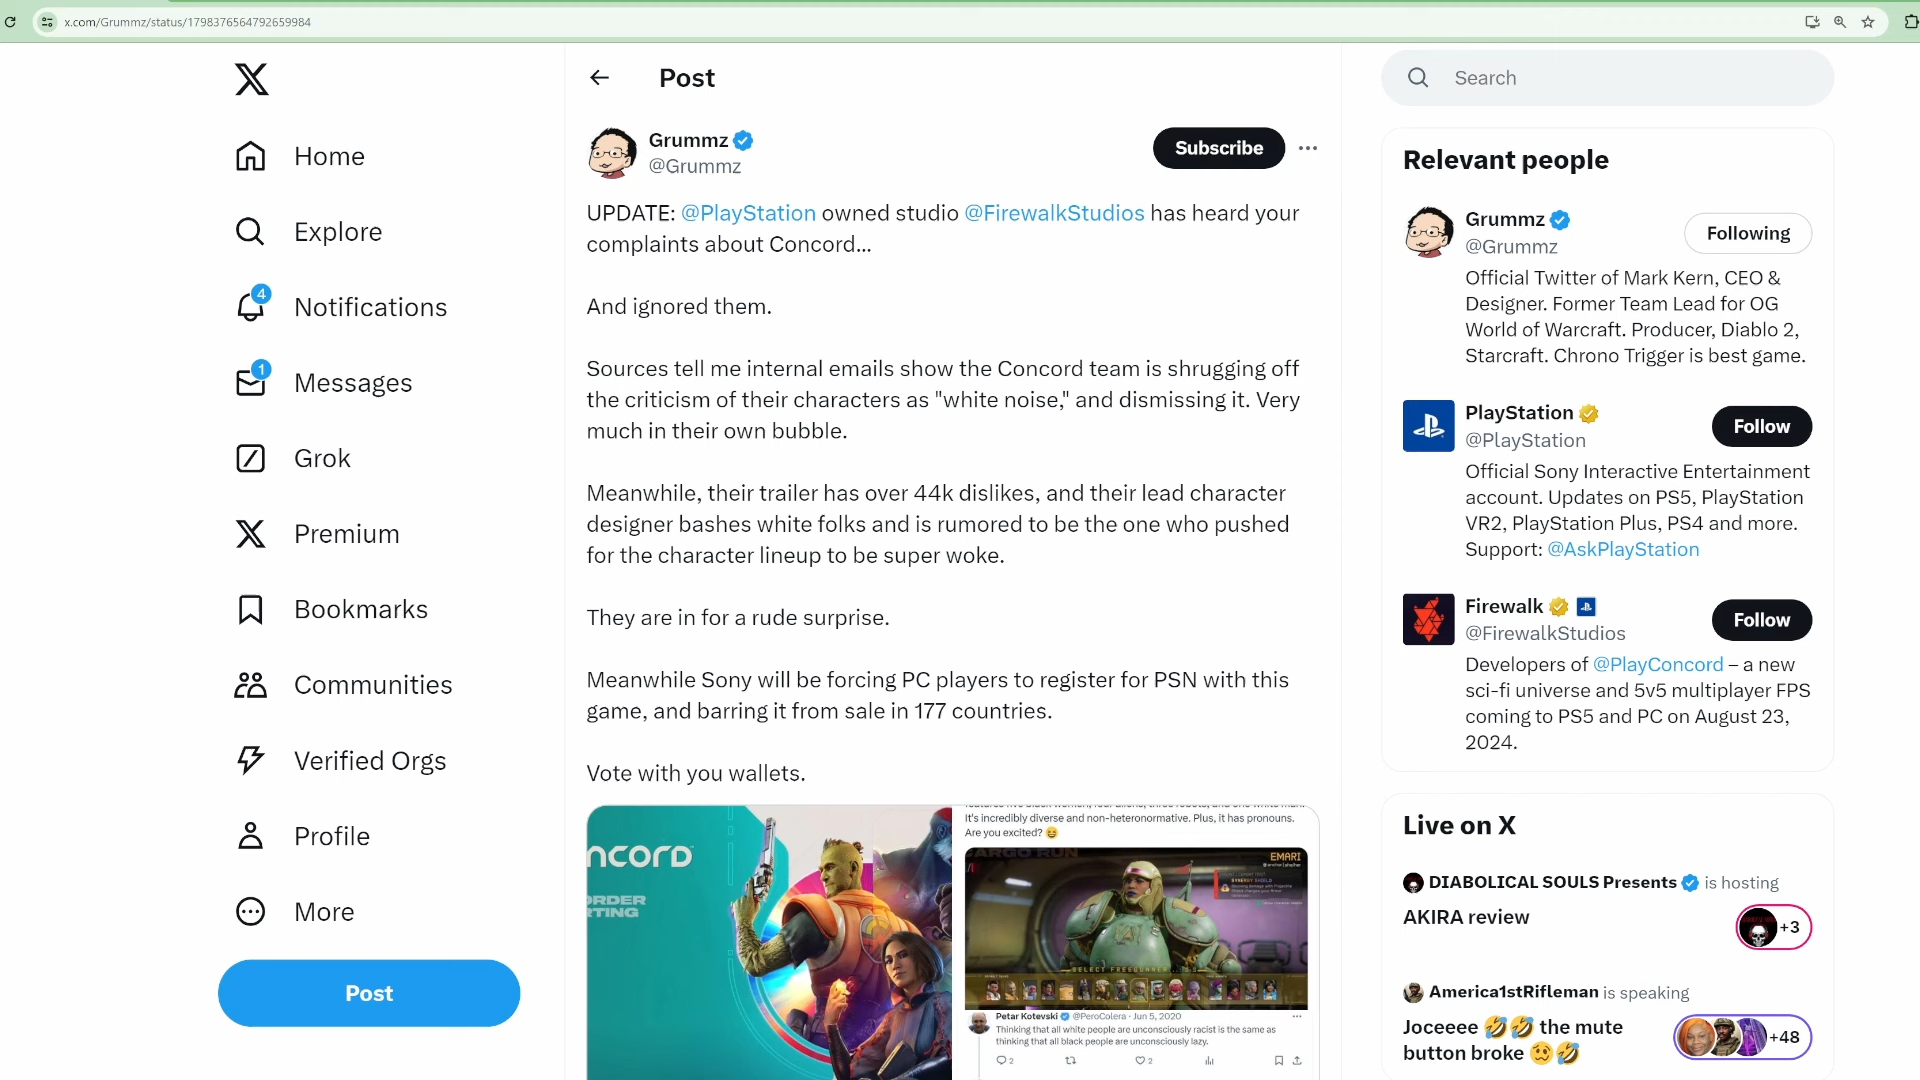 x.com/Grummz/status/1798376564792659984
Home
Explore
4
Notifications
1
Messages
Grok
Premium
Bookmarks
Communities
Verified Orgs
Profile
More
Post
Post
Grummz
@Grummz
Subscribe
UPDATE: @PlayStation owned studio @FirewalkStudios has heard your
complaints about Concord...
And ignored them.
Sources tell me internal emails show the Concord team is shrugging off
the criticism of their characters as "white noise," and dismissing it. Very
much in their own bubble.
Meanwhile, their trailer has over 44k dislikes, and their lead character
designer bashes white folks and is rumored to be the one who pushed
for the character lineup to be super woke.
They are in for a rude surprise.
Meanwhile Sony will be forcing PC players to register for PSN with this
game, and barring it from sale in 177 countries.
Vote with you wallets.
NCORD
ORDER
RTING
It's incredibly diverse and non-heteronormative. Plus, it has pronouns.
Are you excited? 😄
EMARI
SYNERGY SHIELD
SELECT FREEGUNNER
Petar Kotevski @PeroColera · Jun 5, 2020
Thinking that all white people are unconsciously racist is the same as
thinking that all black people are unconsciously lazy.
2
2
Search
Relevant people
Grummz
@Grummz
Following
Official Twitter of Mark Kern, CEO &
Designer. Former Team Lead for OG
World of Warcraft. Producer, Diablo 2,
Starcraft. Chrono Trigger is best game.
PlayStation
@PlayStation
Follow
Official Sony Interactive Entertainment
account. Updates on PS5, PlayStation
VR2, PlayStation Plus, PS4 and more.
Support: @AskPlayStation
Firewalk
@FirewalkStudios
Follow
Developers of @PlayConcord – a new
sci-fi universe and 5v5 multiplayer FPS
coming to PS5 and PC on August 23,
2024.
Live on X
DIABOLICAL SOULS Presents is hosting
AKIRA review
+3
America1stRifleman is speaking
Joceeee 🤣🤣 the mute
button broke 🥴🤣
+48